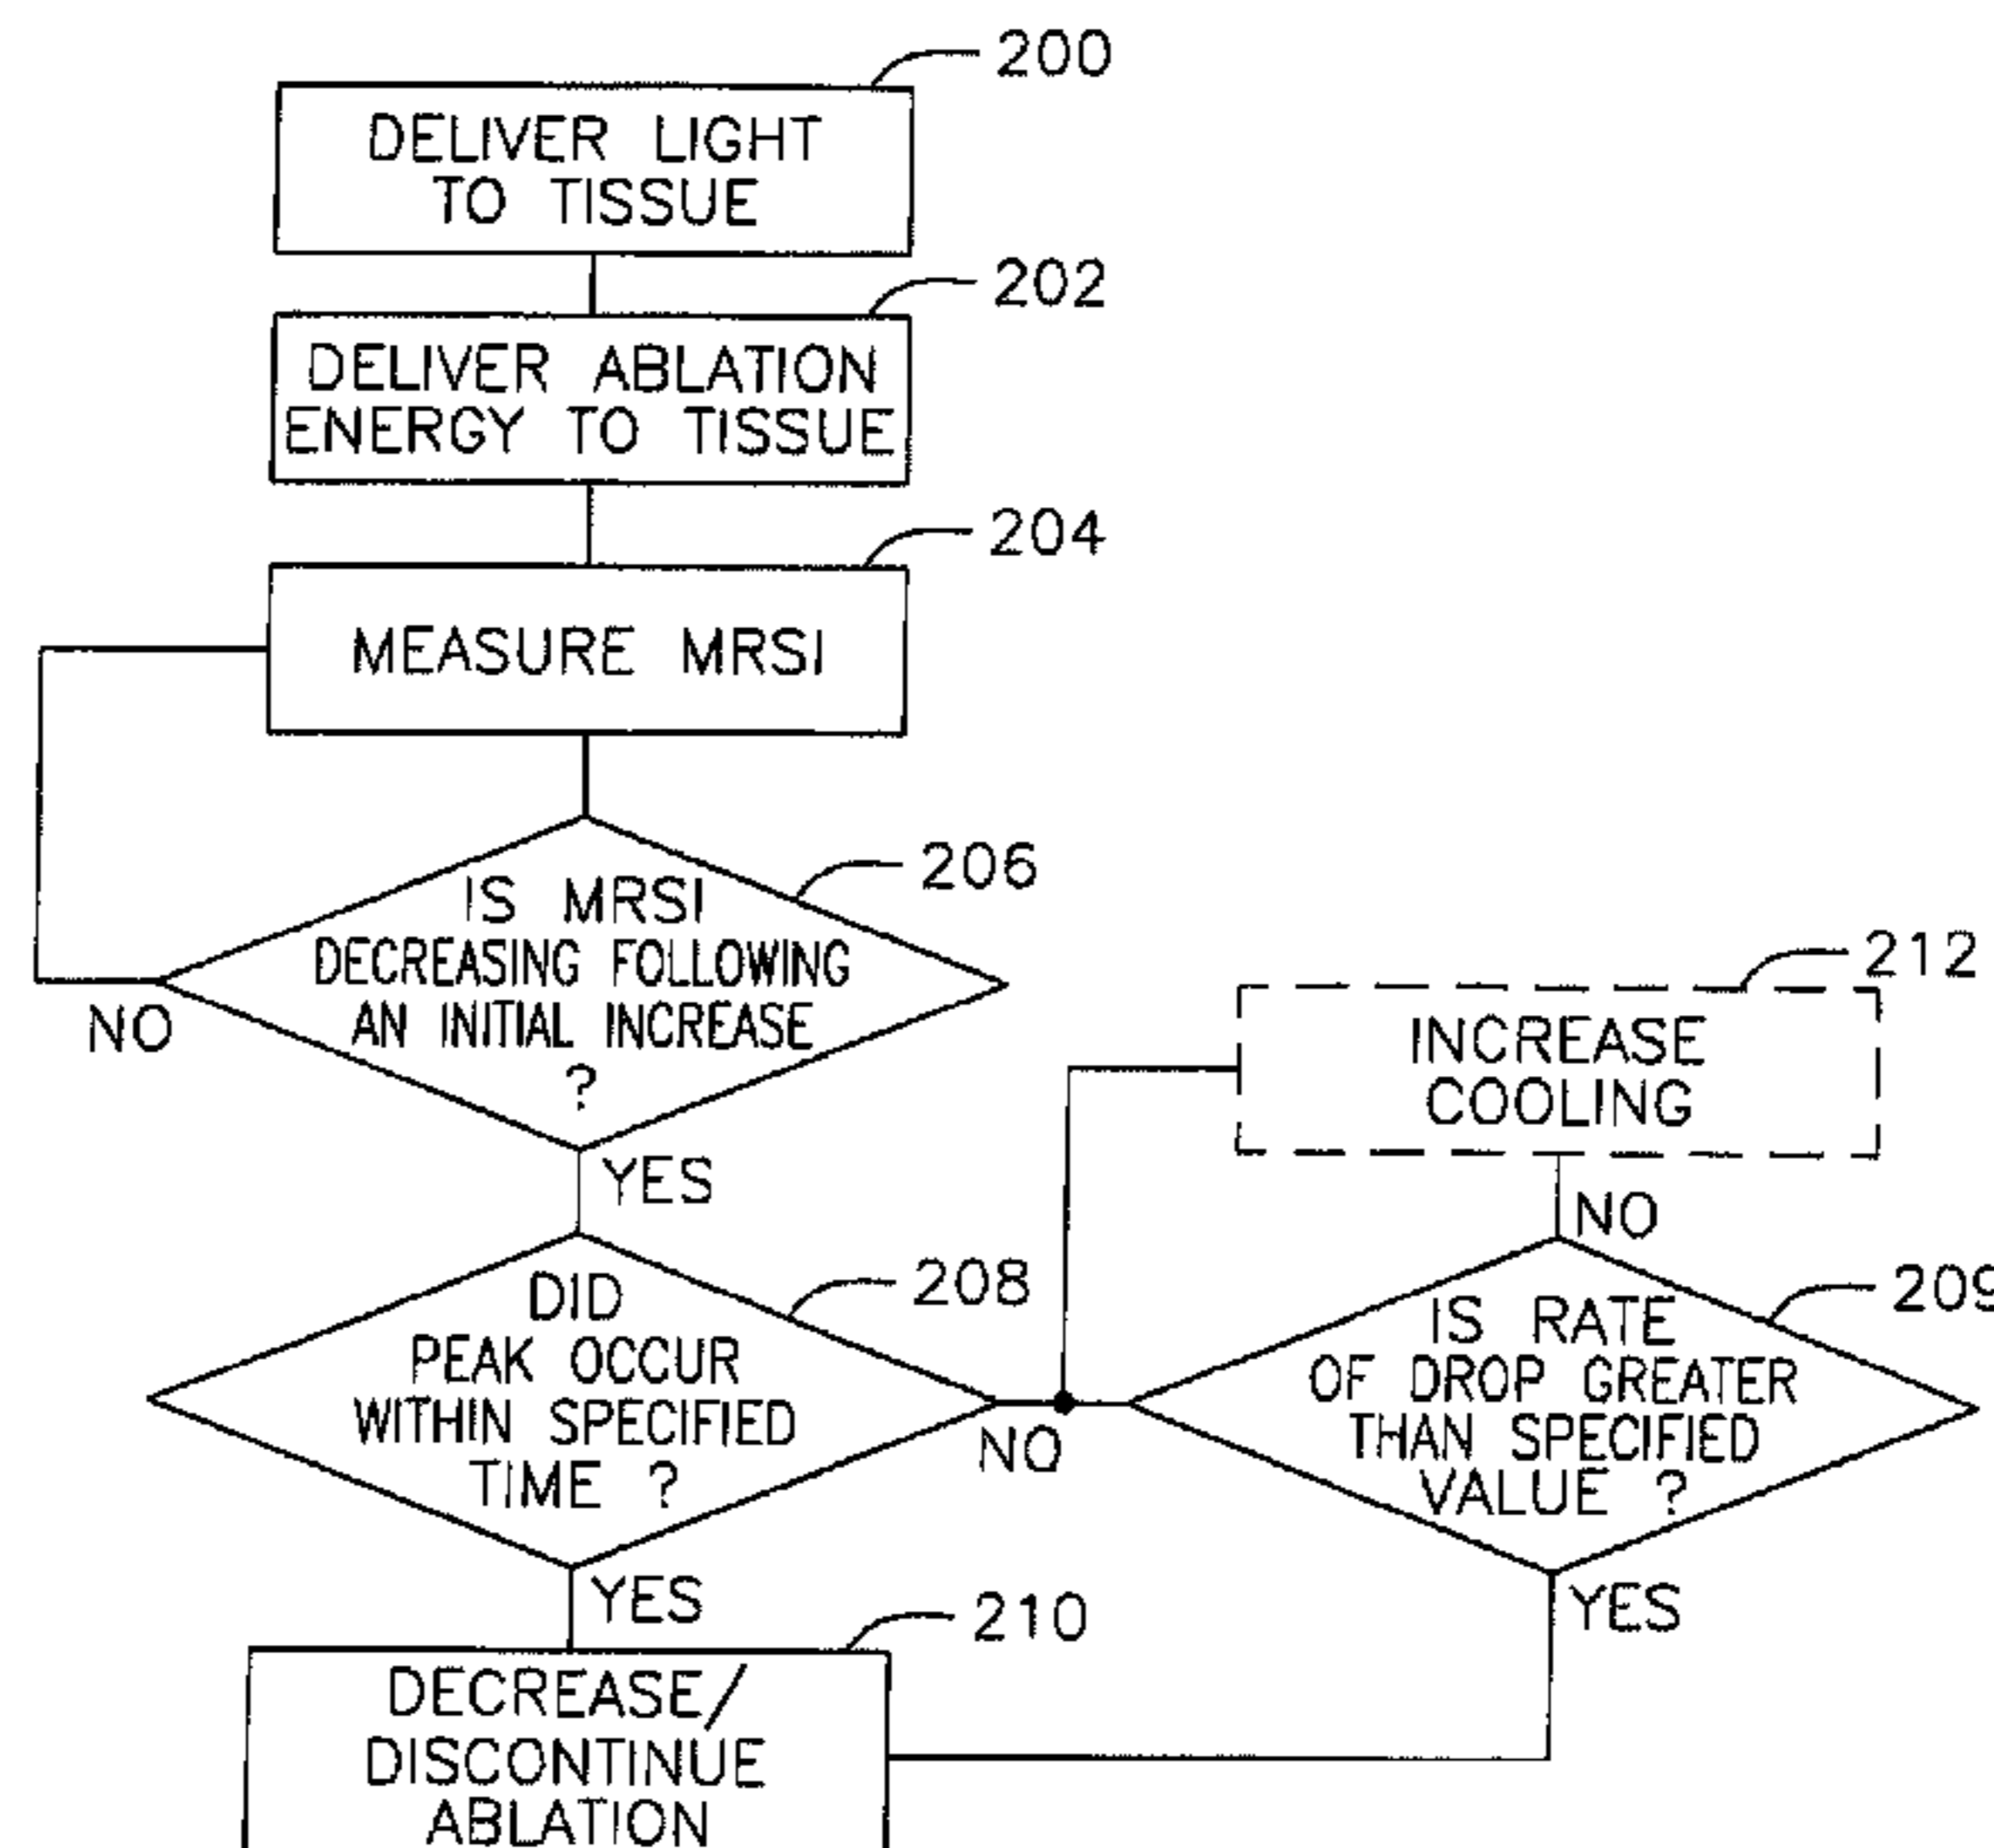 200
DELIVER LIGHT
TO TISSUE
202
DELIVER ABLATION
ENERGY TO TISSUE
204
MEASURE MRSI
206
IS MRSI
DECREASING FOLLOWING
AN INITIAL INCREASE
?
NO
YES
212
INCREASE
COOLING
NO
208
DID
PEAK OCCUR
WITHIN SPECIFIED
TIME ?
NO
209
IS RATE
OF DROP GREATER
THAN SPECIFIED
VALUE ?
YES
YES
210
DECREASE/
DISCONTINUE
ABLATION